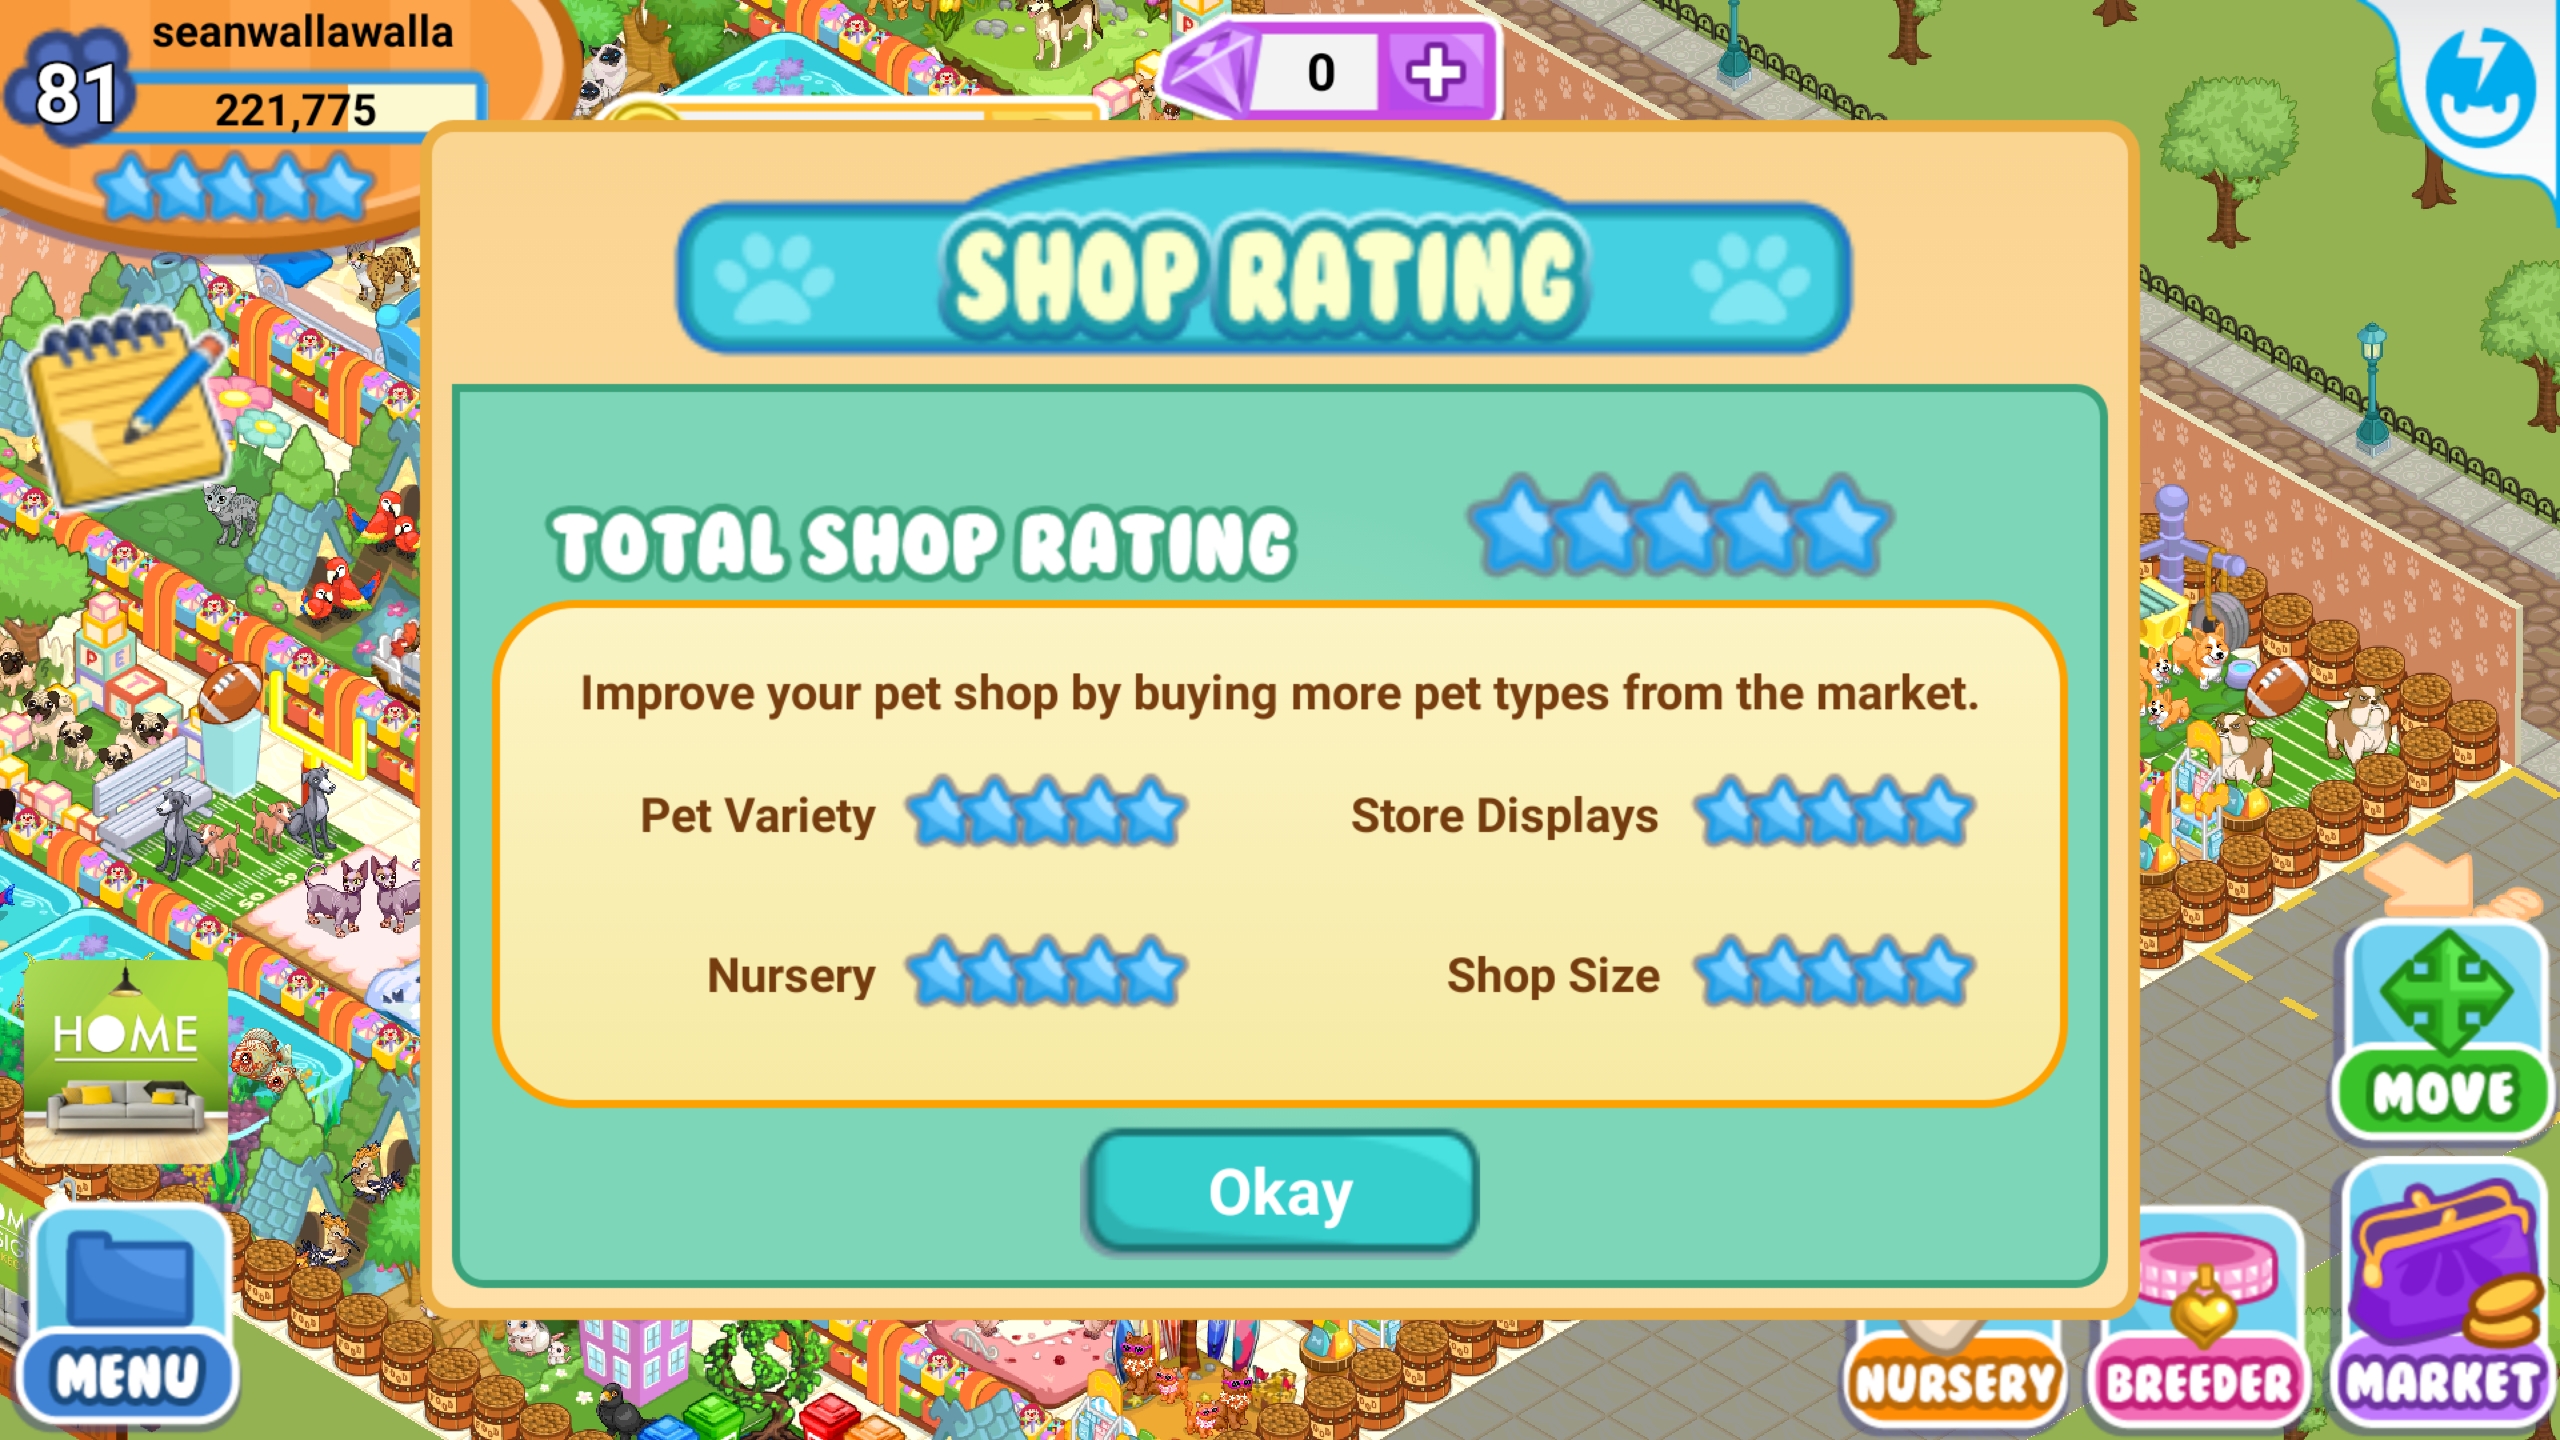 seanwallawalla
81
221,775
0
SHOP RATING
TOTAL SHOP RATING
Improve your pet shop by buying more pet types from the market.
Pet Variety
Store Displays
Nursery
Shop Size
Okay
HOME
MOVE
MENU
NURSERY
BREEDER
MARKET